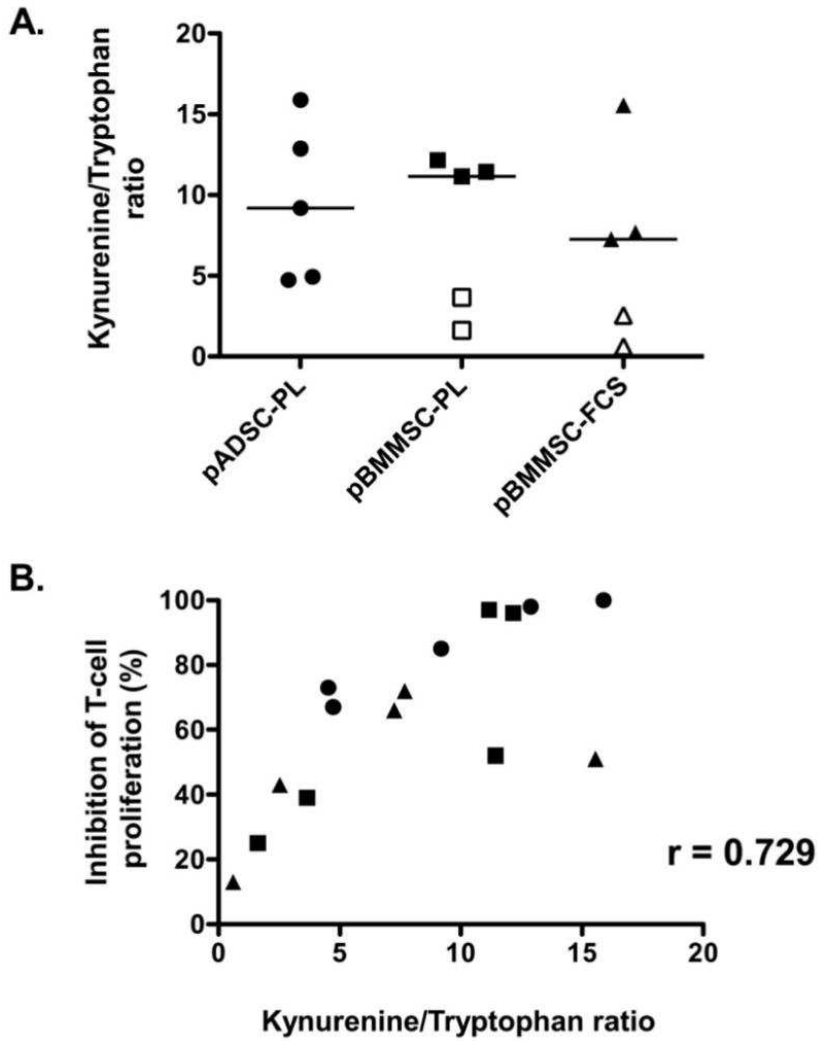 A.
Kynurenine/Tryptophan
ratio
20
15
10
5
0
pADSC-PL
pBMMSC-PL
pBMMSC-FCS
B.
Inhibition of T-cell
proliferation (%)
100
80
60
40
20
0
r = 0.729
0 5 10 15 20
Kynurenine/Tryptophan ratio